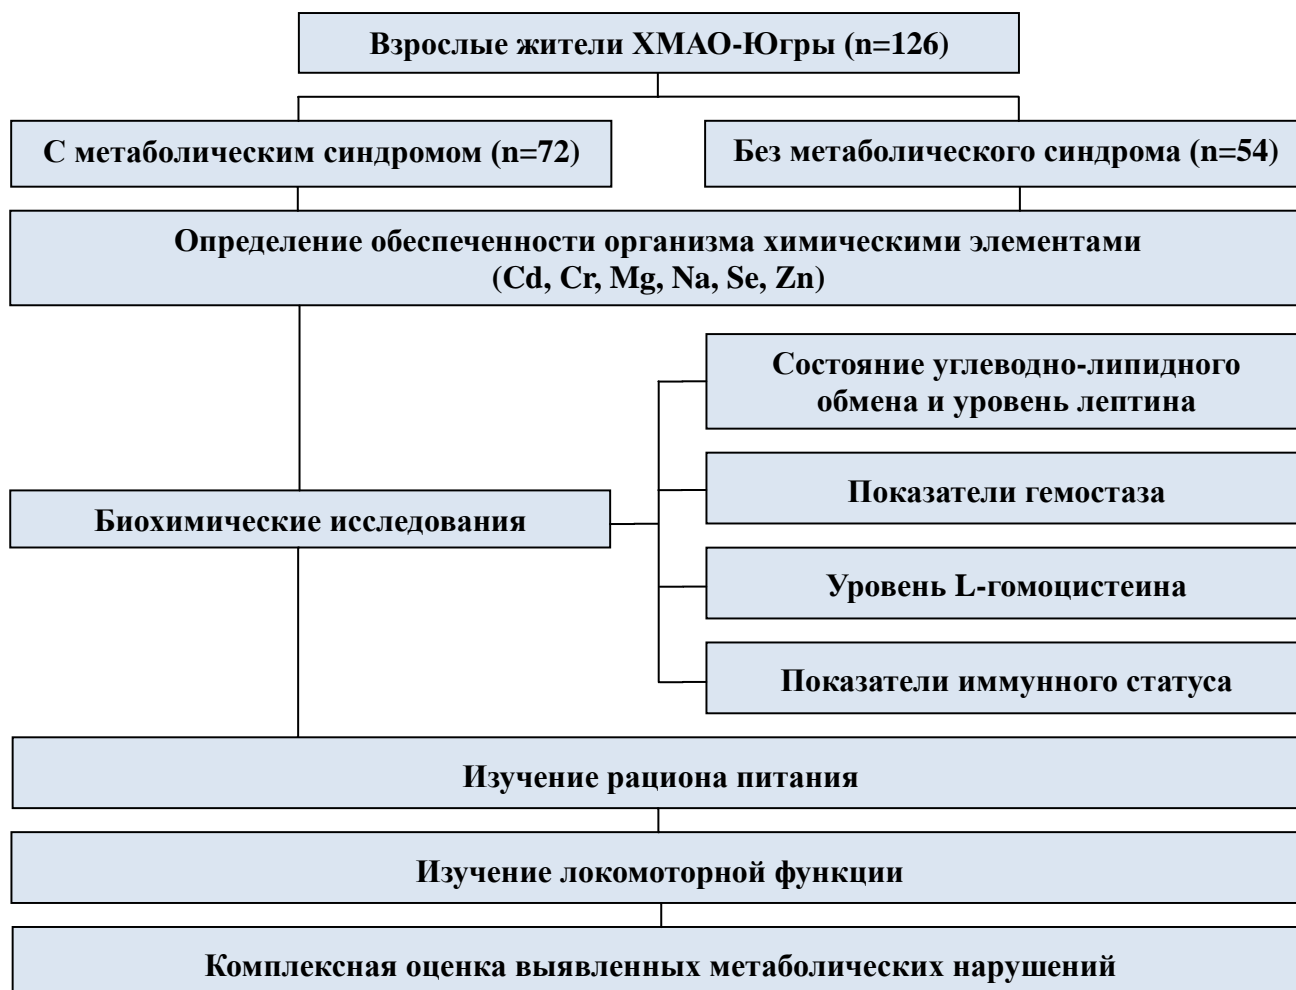 Взрослые жители ХМАО-Югры (n=126)
С метаболическим синдромом (n=72)
Без метаболического синдрома (n=54)
Определение обеспеченности организма химическими элементами
(Cd, Cr, Mg, Na, Se, Zn)
Состояние углеводно-липидного
обмена и уровень лептина
Показатели гемостаза
Биохимические исследования
Уровень L-гомоцистеина
Показатели иммунного статуса
Изучение рациона питания
Изучение локомоторной функции
Комплексная оценка выявленных метаболических нарушений